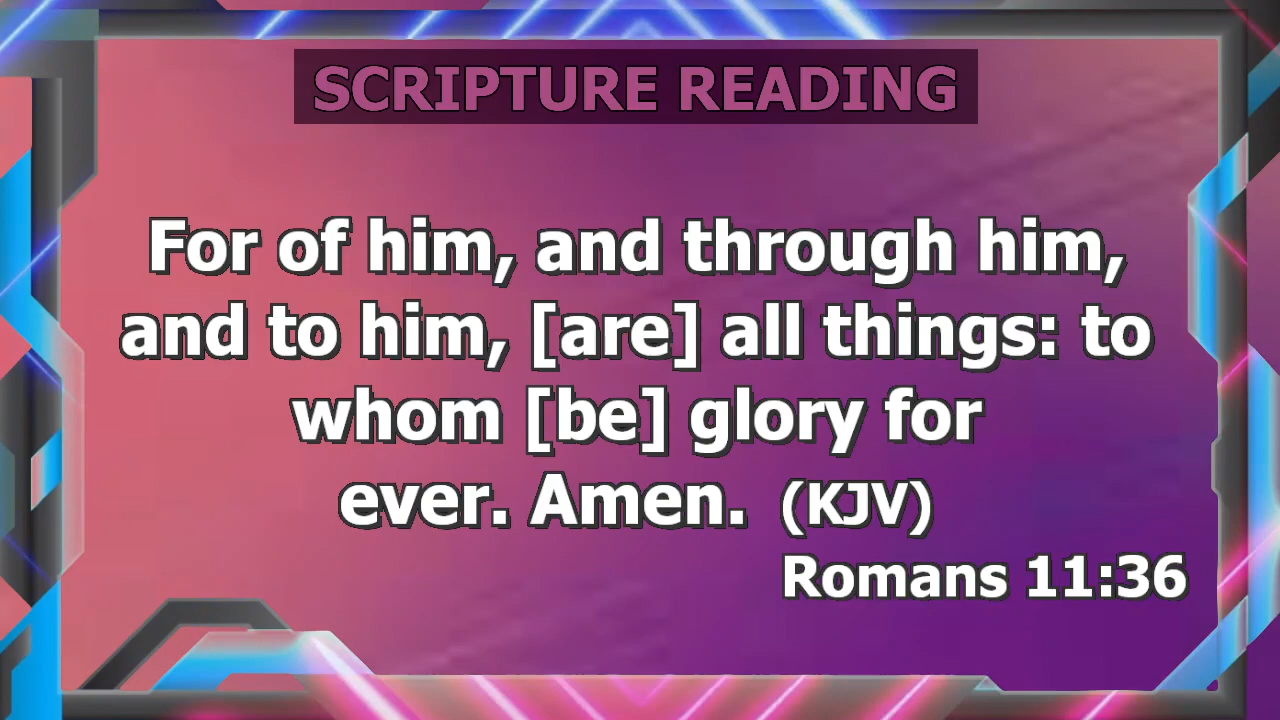 SCRIPTURE READING
For of him, and through him,
and to him, [are] all things: to
whom [be] glory for
ever. Amen. (KJV)
Romans 11:36